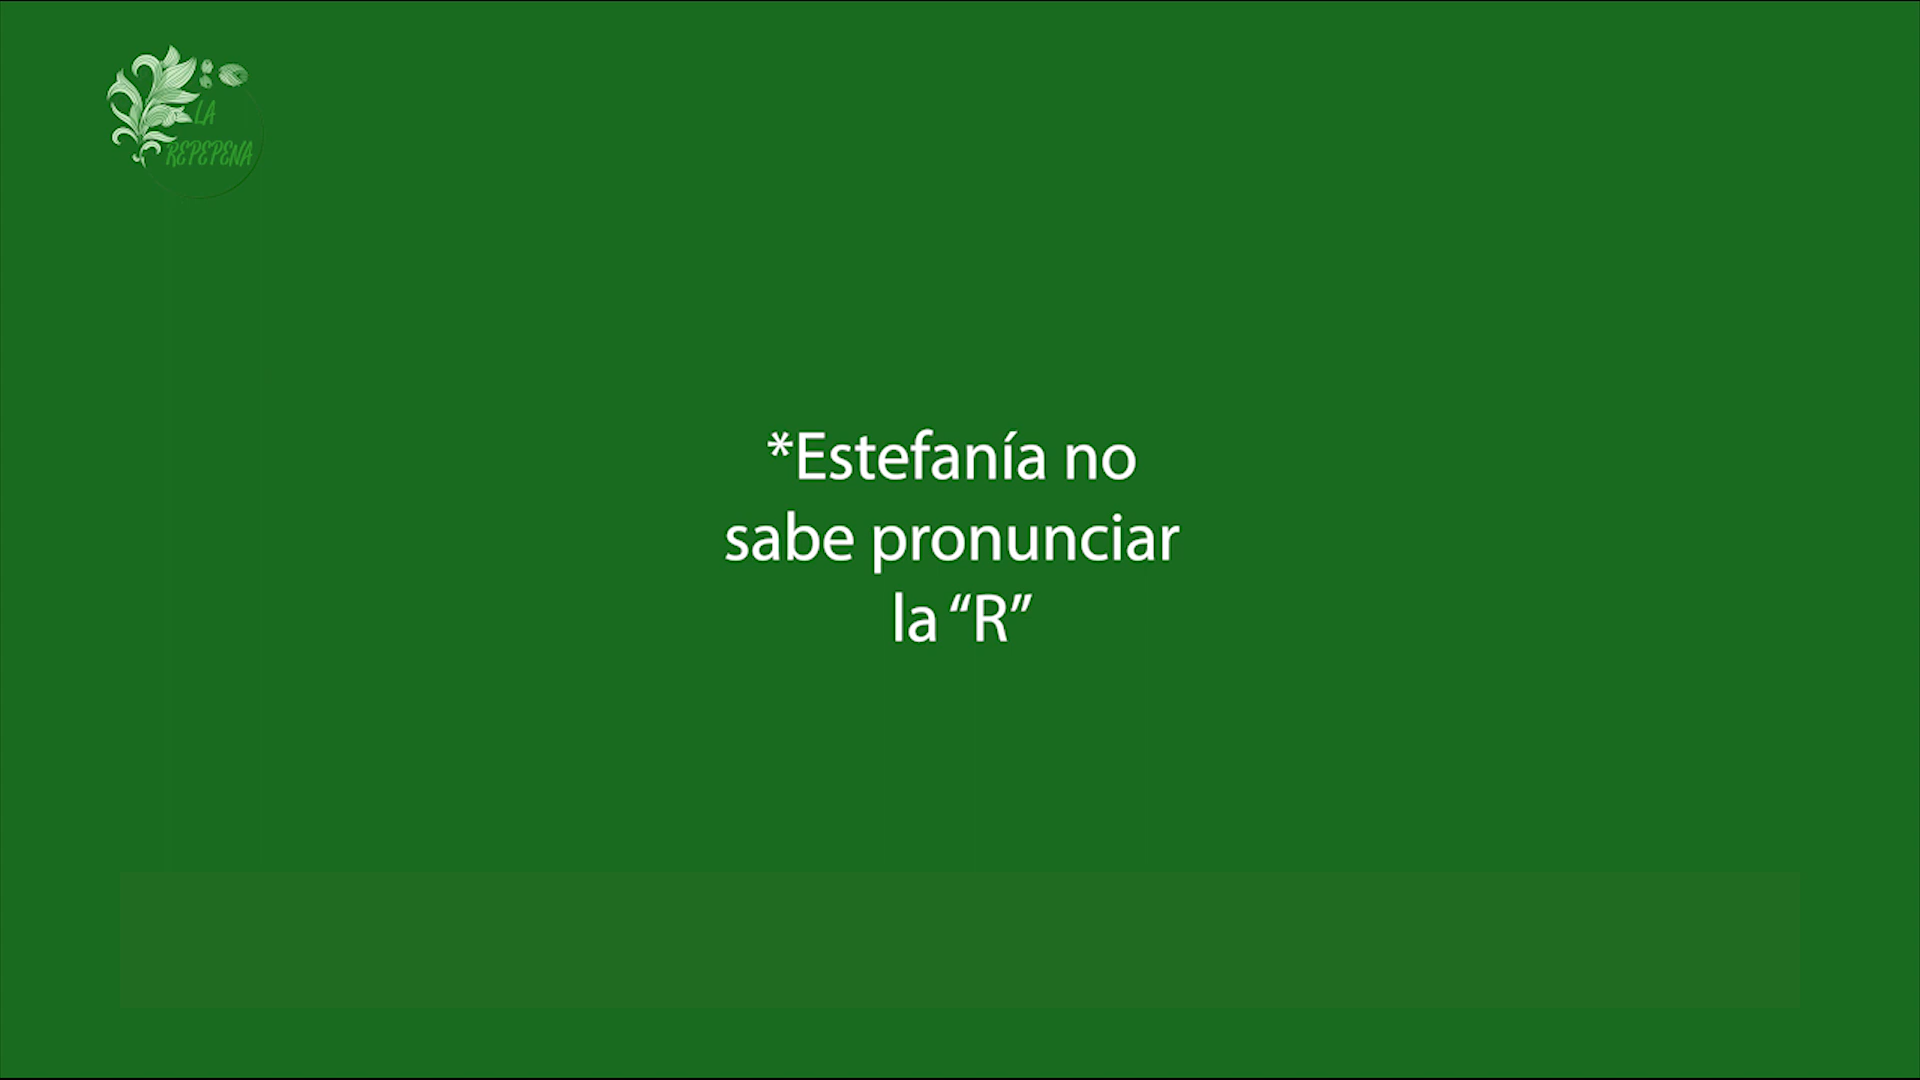 LA
REPEPENA
*Estefanía no
sabe pronunciar
la “R”